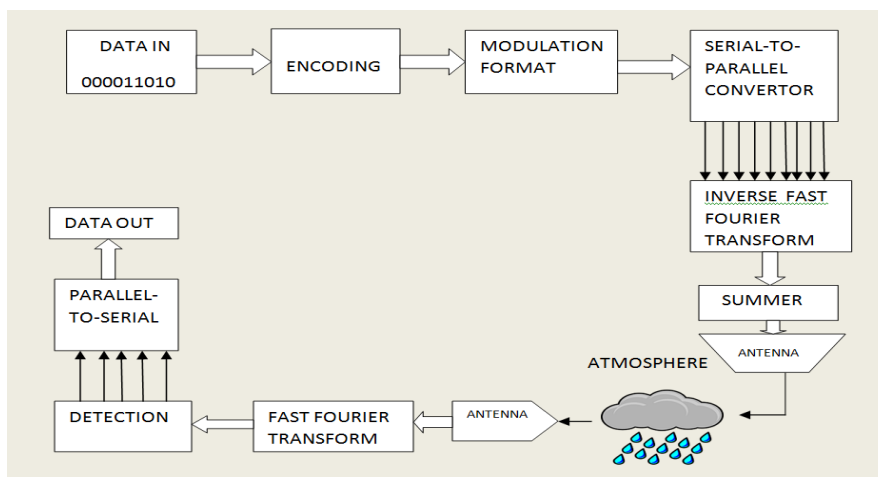 DATA IN
000011010
ENCODING
MODULATION
FORMAT
SERIAL-TO-
PARALLEL
CONVERTOR
INVERSE FAST
FOURIER
TRANSFORM
SUMMER
ANTENNA
ATMOSPHERE
ANTENNA
FAST FOURIER
TRANSFORM
DETECTION
PARALLEL-
TO-SERIAL
DATA OUT